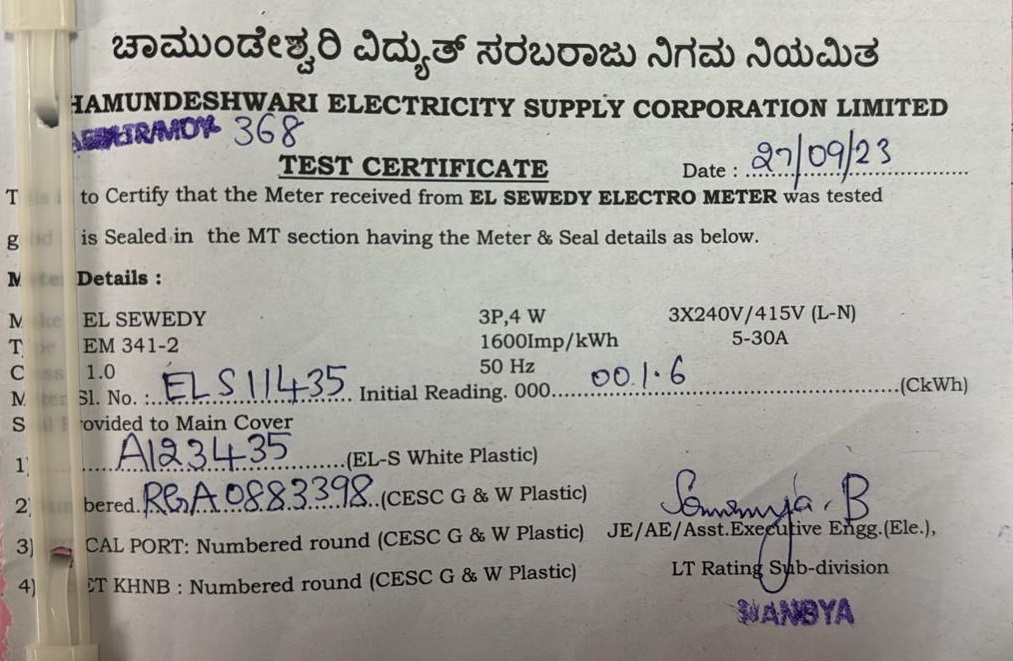 ಚಾಮುಂಡೇಶ್ವರಿ ವಿದ್ಯುತ್ ಸರಬರಾಜು ನಿಗಮ ನಿಯಮಿತ
HAMUNDESHWARI ELECTRICITY SUPPLY CORPORATION LIMITED
368
TEST CERTIFICATE Date : 27/09/23
T to Certify that the Meter received from EL SEWEDY ELECTRO METER was tested
g is Sealed in the MT section having the Meter & Seal details as below.
Meter Details :
M EL SEWEDY 3P,4 W 3X240V/415V (L-N)
T EM 341-2 1600Imp/kWh 5-30A
C 1.0 50 Hz
Meter Sl. No. : ELS11435 Initial Reading. 000 001.6 (CkWh)
S ovided to Main Cover
1) A123435 (EL-S White Plastic)
2) bered. RGA0883398 (CESC G & W Plastic)
3) CAL PORT: Numbered round (CESC G & W Plastic) JE/AE/Asst.Executive Engg.(Ele.),
4) ET KHNB : Numbered round (CESC G & W Plastic) LT Rating Sub-division